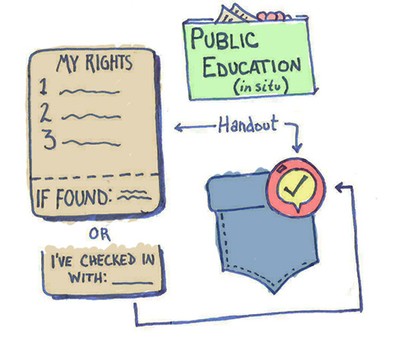 MY RIGHTS
1
2
3
IF FOUND:
OR
I'VE CHECKED IN
WITH:
PUBLIC
EDUCATION
(in situ)
Handout